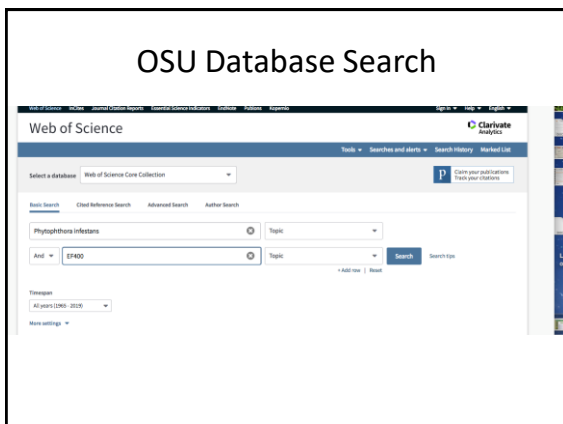 OSU Database Search
Web of Science InCites Journal Citation Reports Essential Science Indicators EndNote Publons Kopernio Sign In Help English
Web of Science Clarivate Analytics
Tools Searches and alerts Search History Marked List
Select a database Web of Science Core Collection P Claim your publications
Track your citations
Basic Search Cited Reference Search Advanced Search Author Search
Phytophthora infestans Topic
And EF400 Topic Search Search tips
+ Add row | Reset
Timespan
All years (1965 - 2019)
More settings